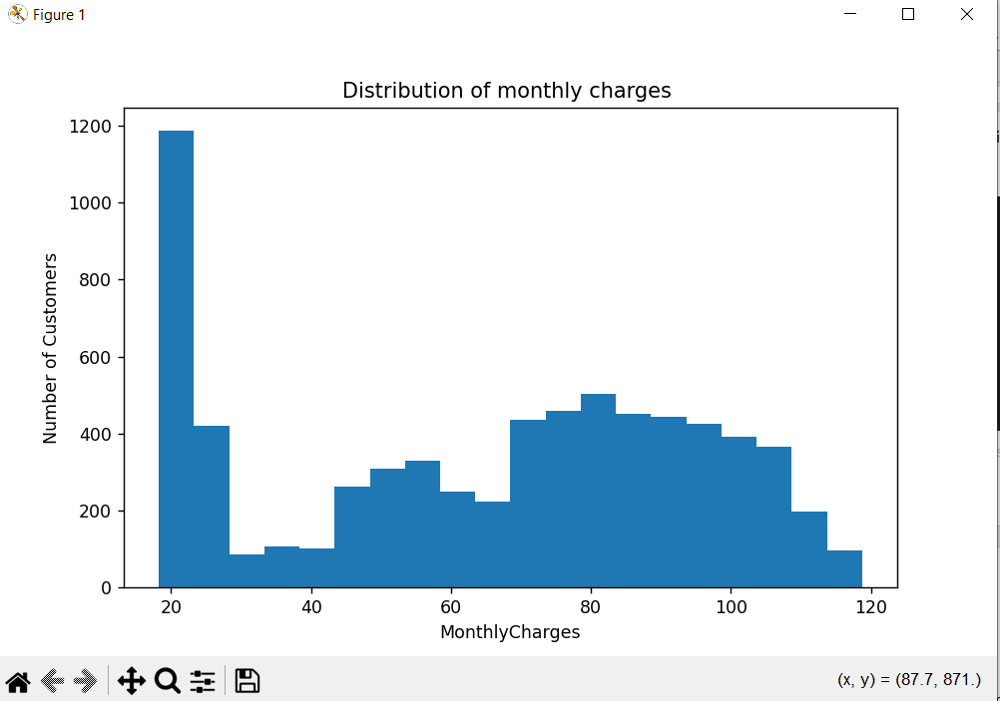 Figure 1
Distribution of monthly charges
1200
1000
800
600
400
200
0
Number of Customers
20 40 60 80 100 120
MonthlyCharges
(x, y) = (87.7, 871.)